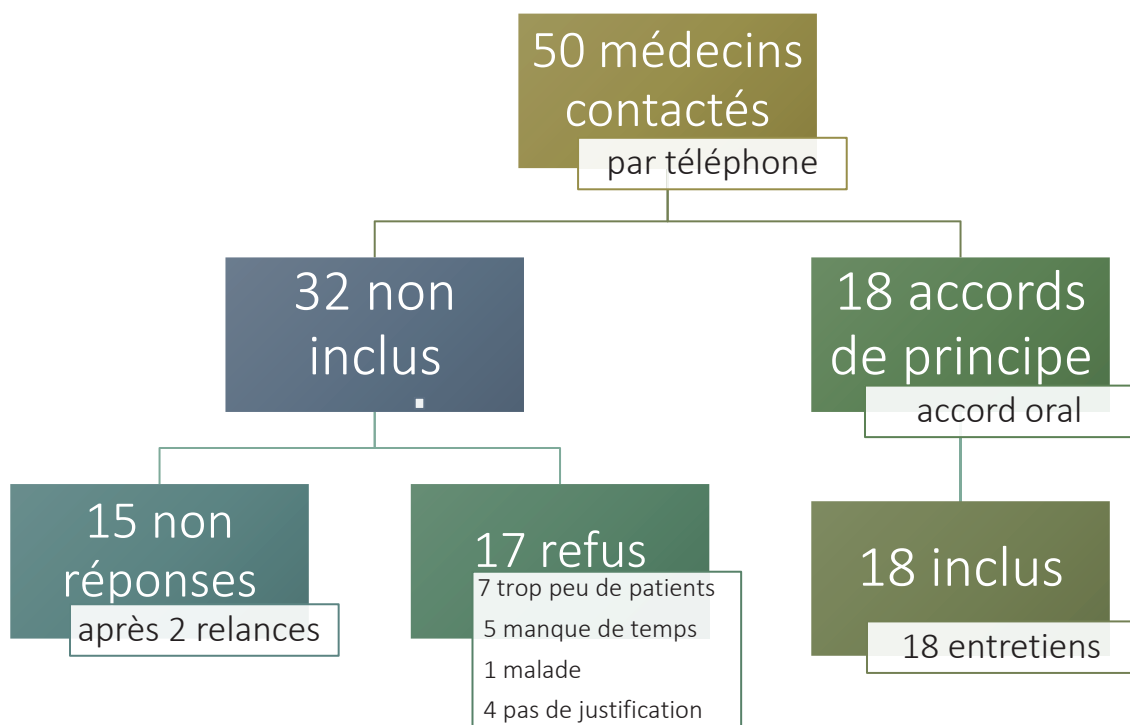 50 médecins
contactés
par téléphone
32 non
inclus
18 accords
de principe
accord oral
15 non
réponses
après 2 relances
17 refus
7 trop peu de patients
5 manque de temps
1 malade
4 pas de justification
18 inclus
18 entretiens